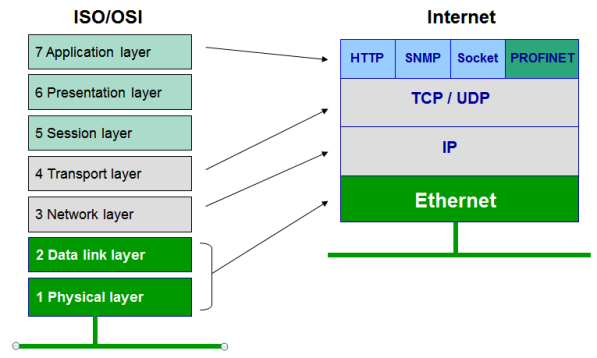 ISO/OSI
7 Application layer
6 Presentation layer
5 Session layer
4 Transport layer
3 Network layer
2 Data link layer
1 Physical layer
Internet
HTTP SNMP Socket PROFINET
TCP / UDP
IP
Ethernet